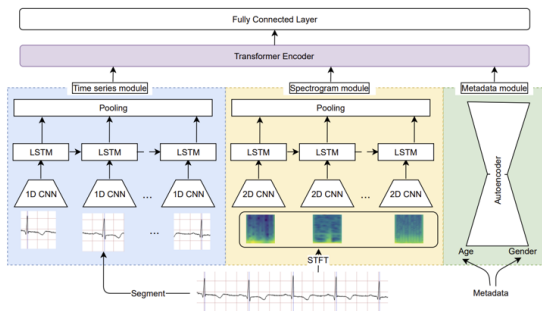 Fully Connected Layer
Transformer Encoder
Time series module
Spectrogram module
Metadata module
Pooling
Pooling
LSTM
LSTM
LSTM
LSTM
LSTM
LSTM
1D CNN
1D CNN
...
1D CNN
2D CNN
2D CNN
...
2D CNN
Autoencoder
...
STFT
Age
Gender
Segment
Metadata